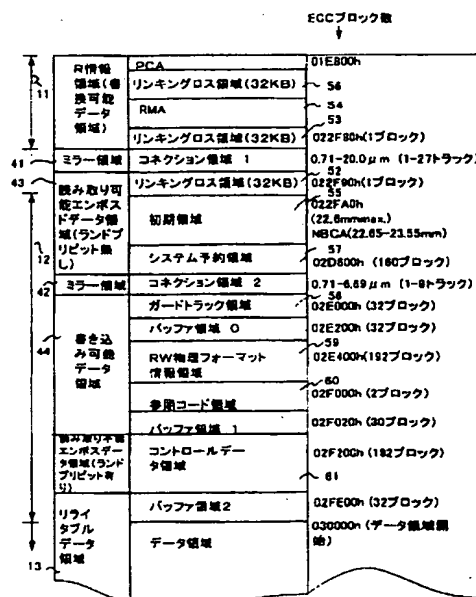 ECCブロック数
11
R情報領域(書換可能データ領域)
PCA
01E800h
リンキングロス領域(32KB)
56
RMA
54
53
リンキングロス領域(32KB)
022F80h(1ブロック)
41
ミラー領域
コネクション領域 1
0.71-20.0μm (1-27トラック)
43
読み取り可能エンボスドデータ領域(ランドプリピット無し)
リンキングロス領域(32KB)
52
022F90h(1ブロック)
55
初期領域
022FA0h
(22.6mmmax.)
NBCA(22.65-23.55mm)
12
57
システム予約領域
02D600h (160ブロック)
42
ミラー領域
コネクション領域 2
0.71-6.69μm (1-9トラック)
58
44
書き込み可能データ領域
ガードトラック領域
02E000h (32ブロック)
バッファ領域 0
02E200h (32ブロック)
59
RW物理フォーマット情報領域
02E400h(192ブロック)
60
参照コード領域
02F000h (2ブロック)
バッファ領域 1
02F020h (30ブロック)
読み取り不能エンボスデータ領域(ランドプリピット有り)
コントロールデータ領域
02F200h (192ブロック)
61
リライタブルデータ領域
バッファ領域2
02FE00h (32ブロック)
13
データ領域
030000h (データ領域開始)